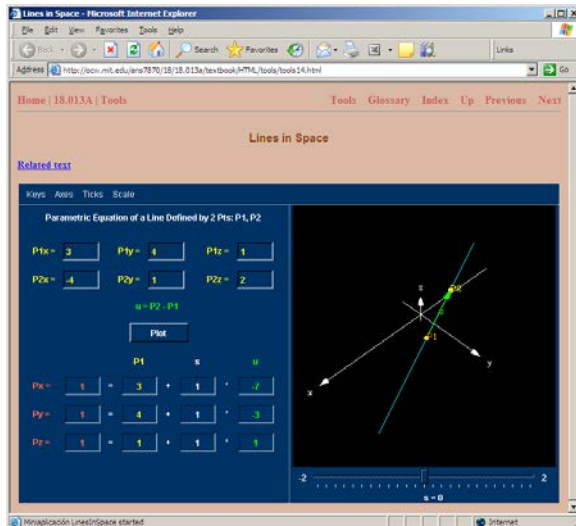 Lines in Space - Microsoft Internet Explorer
File Edit View Favorites Tools Help
Back Search Favorites Links
Address http://ocw.mit.edu/ans7870/18/18.013a/textbook/HTML/tools/tools14.html Go
Home | 18.013A | Tools Tools Glossary Index Up Previous Next
Lines in Space
Related text
Keys Axes Ticks Scale
Parametric Equation of a Line Defined by 2 Pts: P1, P2
P1x = 3 P1y = 4 P1z = 1
P2x = -4 P2y = 1 P2z = 2
u = P2 - P1
Plot
P1 s u
Px = 1 = 3 + 1 * -7
Py = 1 = 4 + 1 * -3
Pz = 1 = 1 + 1 * 1
z
P2
u
P1
y
x
-2 2
s = 0
Miniaplicación LinesInSpace started Internet